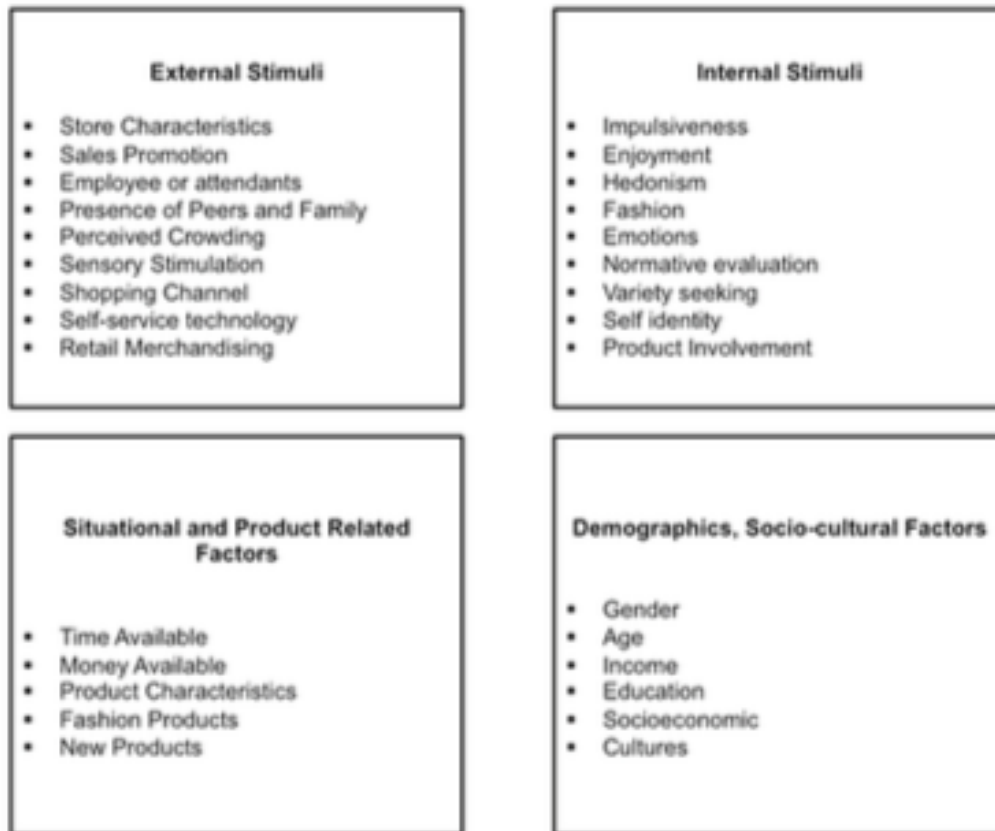 External Stimuli
▪ Store Characteristics
▪ Sales Promotion
▪ Employee or attendants
▪ Presence of Peers and Family
▪ Perceived Crowding
▪ Sensory Stimulation
▪ Shopping Channel
▪ Self-service technology
▪ Retail Merchandising
Internal Stimuli
▪ Impulsiveness
▪ Enjoyment
▪ Hedonism
▪ Fashion
▪ Emotions
▪ Normative evaluation
▪ Variety seeking
▪ Self identity
▪ Product Involvement
Situational and Product Related
Factors
▪ Time Available
▪ Money Available
▪ Product Characteristics
▪ Fashion Products
▪ New Products
Demographics, Socio-cultural Factors
▪ Gender
▪ Age
▪ Income
▪ Education
▪ Socioeconomic
▪ Cultures